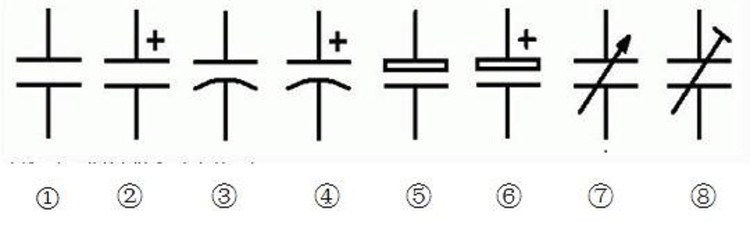 + + +
① ② ③ ④ ⑤ ⑥ ⑦ ⑧